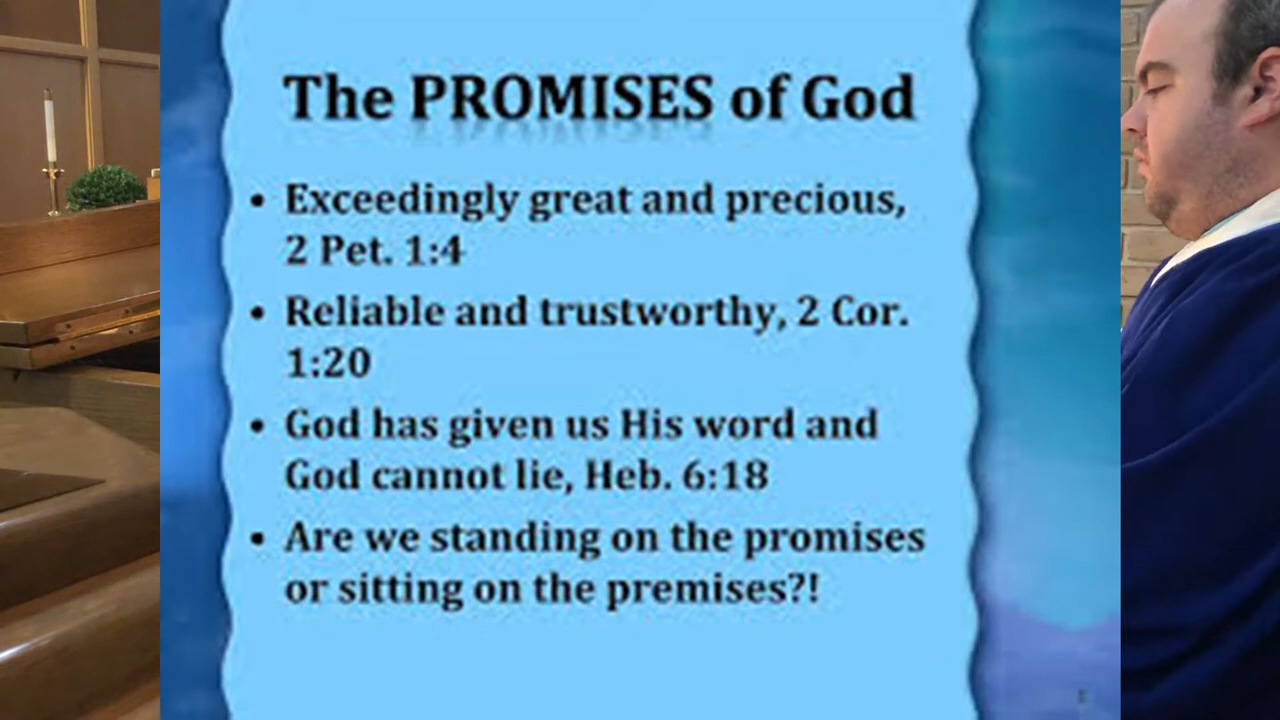 The PROMISES of God
• Exceedingly great and precious,
2 Pet. 1:4
• Reliable and trustworthy, 2 Cor.
1:20
• God has given us His word and
God cannot lie, Heb. 6:18
• Are we standing on the promises
or sitting on the premises?!